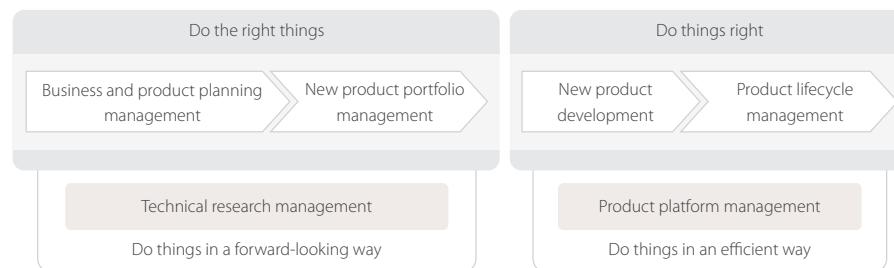 Do the right things
Business and product planning
management
New product portfolio
management
Technical research management
Do things in a forward-looking way
Do things right
New product
development
Product lifecycle
management
Product platform management
Do things in an efficient way